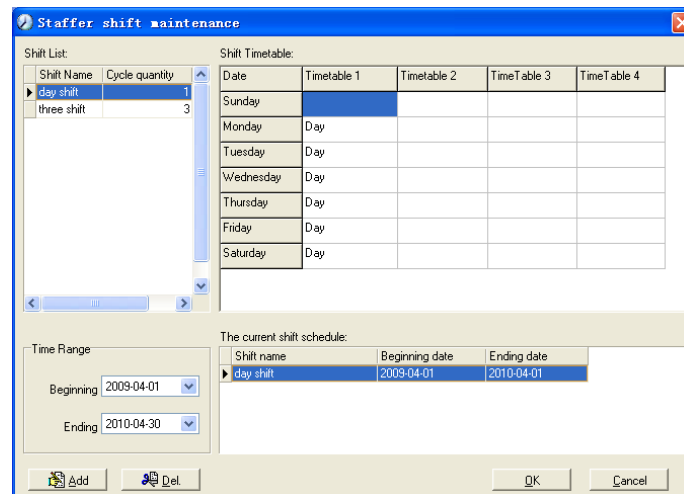 Staffer shift maintenance
Shift List:
Shift Name Cycle quantity
day shift 1
three shift 3
Shift Timetable:
Date Timetable 1 Timetable 2 TimeTable 3 TimeTable 4
Sunday
Monday Day
Tuesday Day
Wednesday Day
Thursday Day
Friday Day
Saturday Day
Time Range
Beginning 2009-04-01
Ending 2010-04-30
The current shift schedule:
Shift name Beginning date Ending date
day shift 2009-04-01 2010-04-01
Add Del. OK Cancel